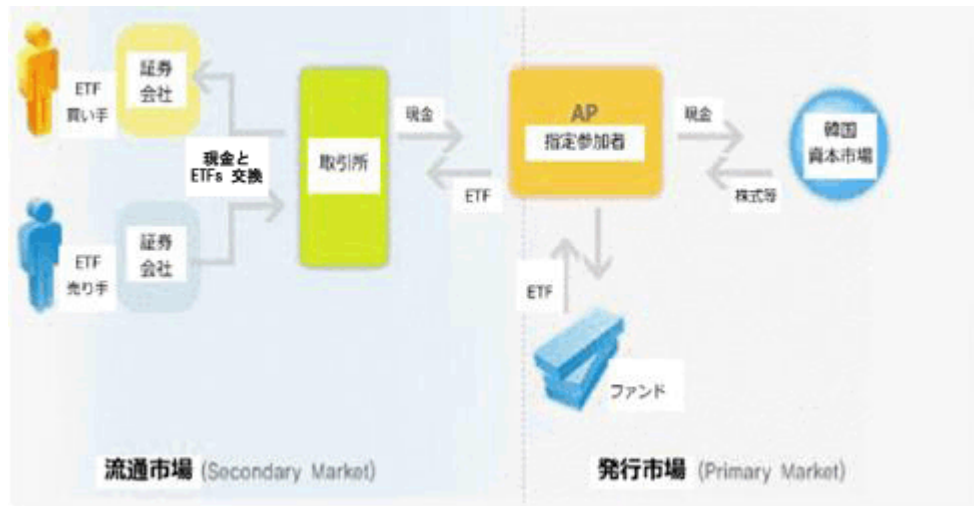 ETF
買い手
証券
会社
現金と
ETFs 交換
ETF
売り手
証券
会社
取引所
現金
ETF
AP
指定参加者
現金
株式等
韓国
資本市場
ETF
ファンド
流通市場 (Secondary Market)
発行市場 (Primary Market)